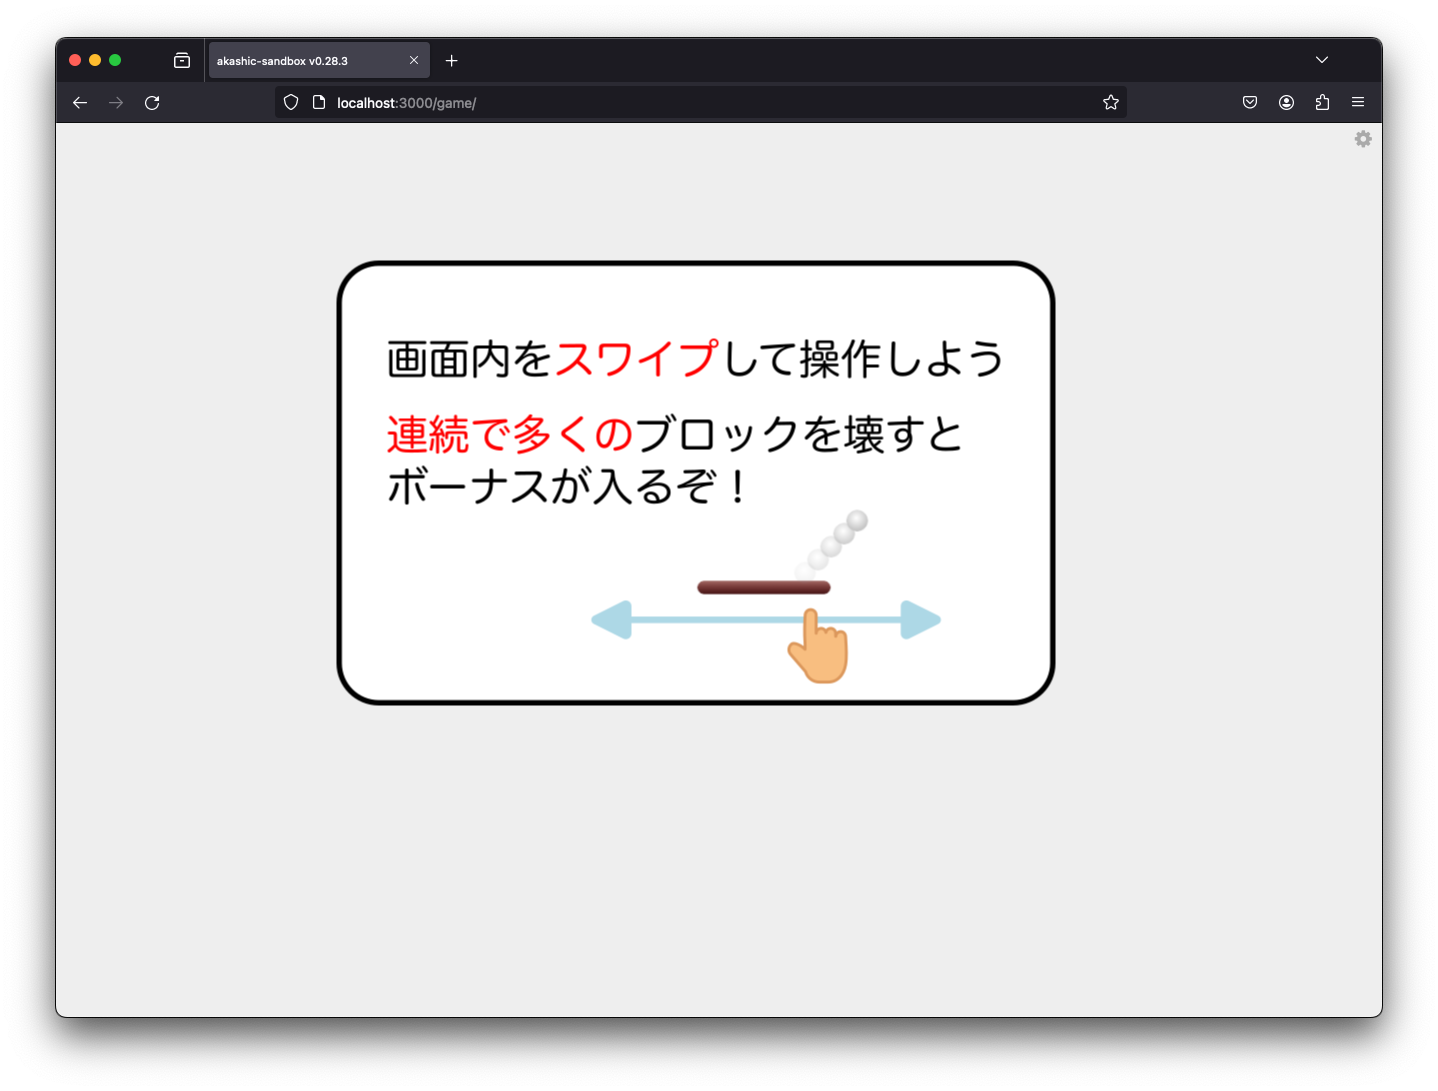 akashic-sandbox v0.28.3
localhost:3000/game/
画面内をスワイプして操作しよう
連続で多くのブロックを壊すと
ボーナスが入るぞ！